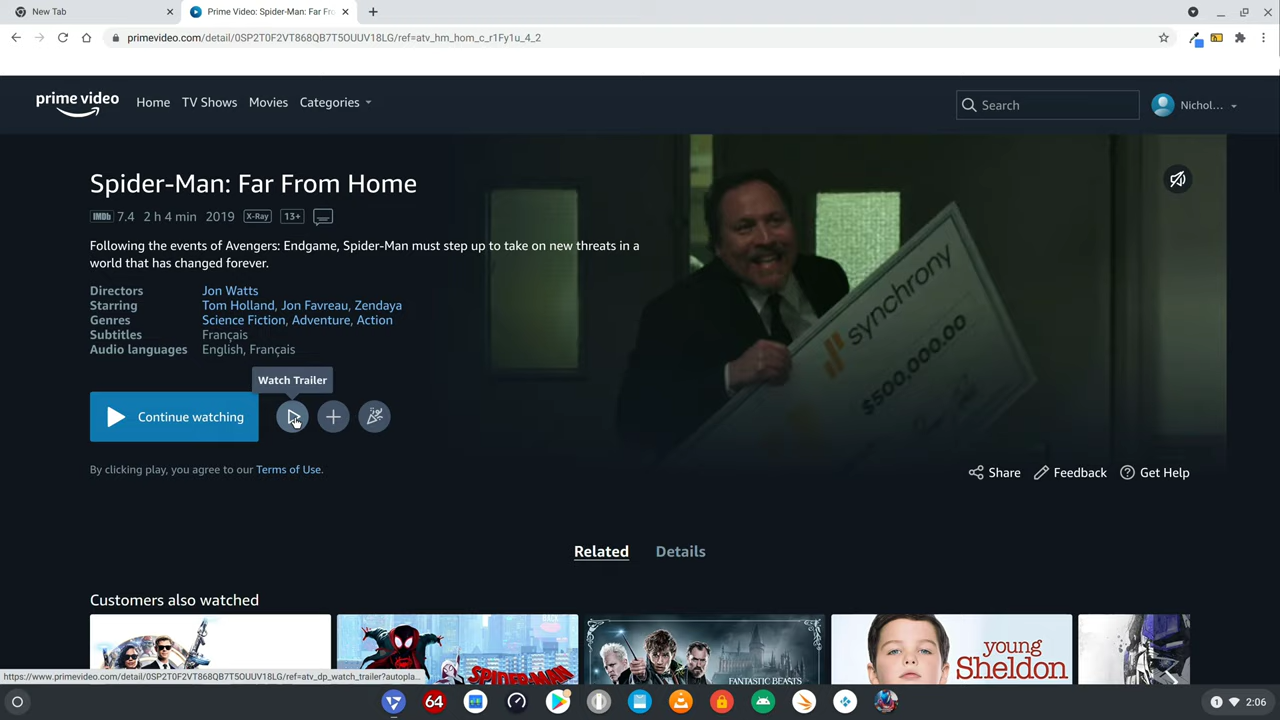 New Tab
Prime Video: Spider-Man: Far Fro
primevideo.com/detail/0SP2T0F2VT868QB7T5OUUV18LG/ref=atv_hm_hom_c_r1Fy1u_4_2
prime video Home TV Shows Movies Categories
Search
Nichol...
Spider-Man: Far From Home
IMDb 7.4 2 h 4 min 2019 X-Ray 13+
Following the events of Avengers: Endgame, Spider-Man must step up to take on new threats in a
world that has changed forever.
Directors Jon Watts
Starring Tom Holland, Jon Favreau, Zendaya
Genres Science Fiction, Adventure, Action
Subtitles Français
Audio languages English, Français
synchrony
$500,000.00
Watch Trailer
Continue watching
By clicking play, you agree to our Terms of Use.
Share Feedback Get Help
Related Details
Customers also watched
SPIDER-MAN
FANTASTIC BEASTS
young
Sheldon
https://www.primevideo.com/detail/0SP2T0F2VT868QB7T5OUUV18LG/ref=atv_dp_watch_trailer?autopla...
64
1 2:06